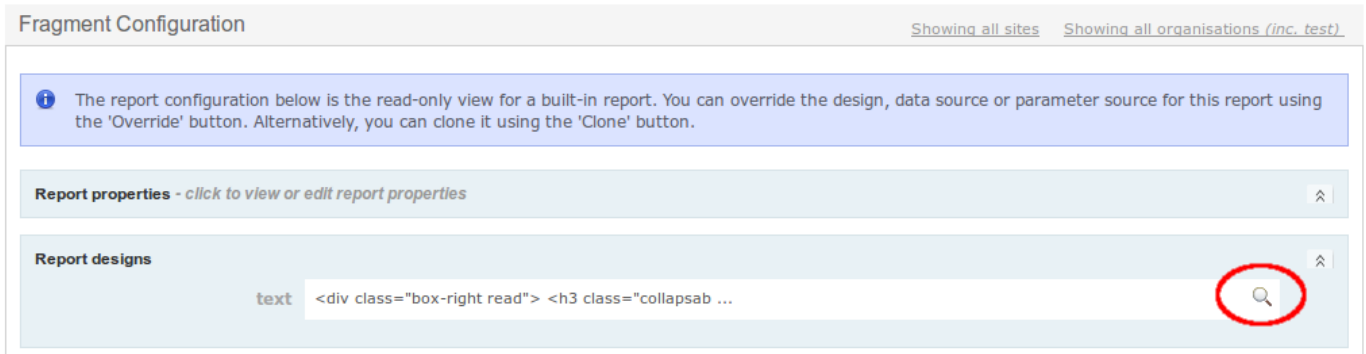 Fragment Configuration
Showing all sites Showing all organisations (inc. test)
The report configuration below is the read-only view for a built-in report. You can override the design, data source or parameter source for this report using
the 'Override' button. Alternatively, you can clone it using the 'Clone' button.
Report properties - click to view or edit report properties
Report designs
text <div class="box-right read"> <h3 class="collapsab ...